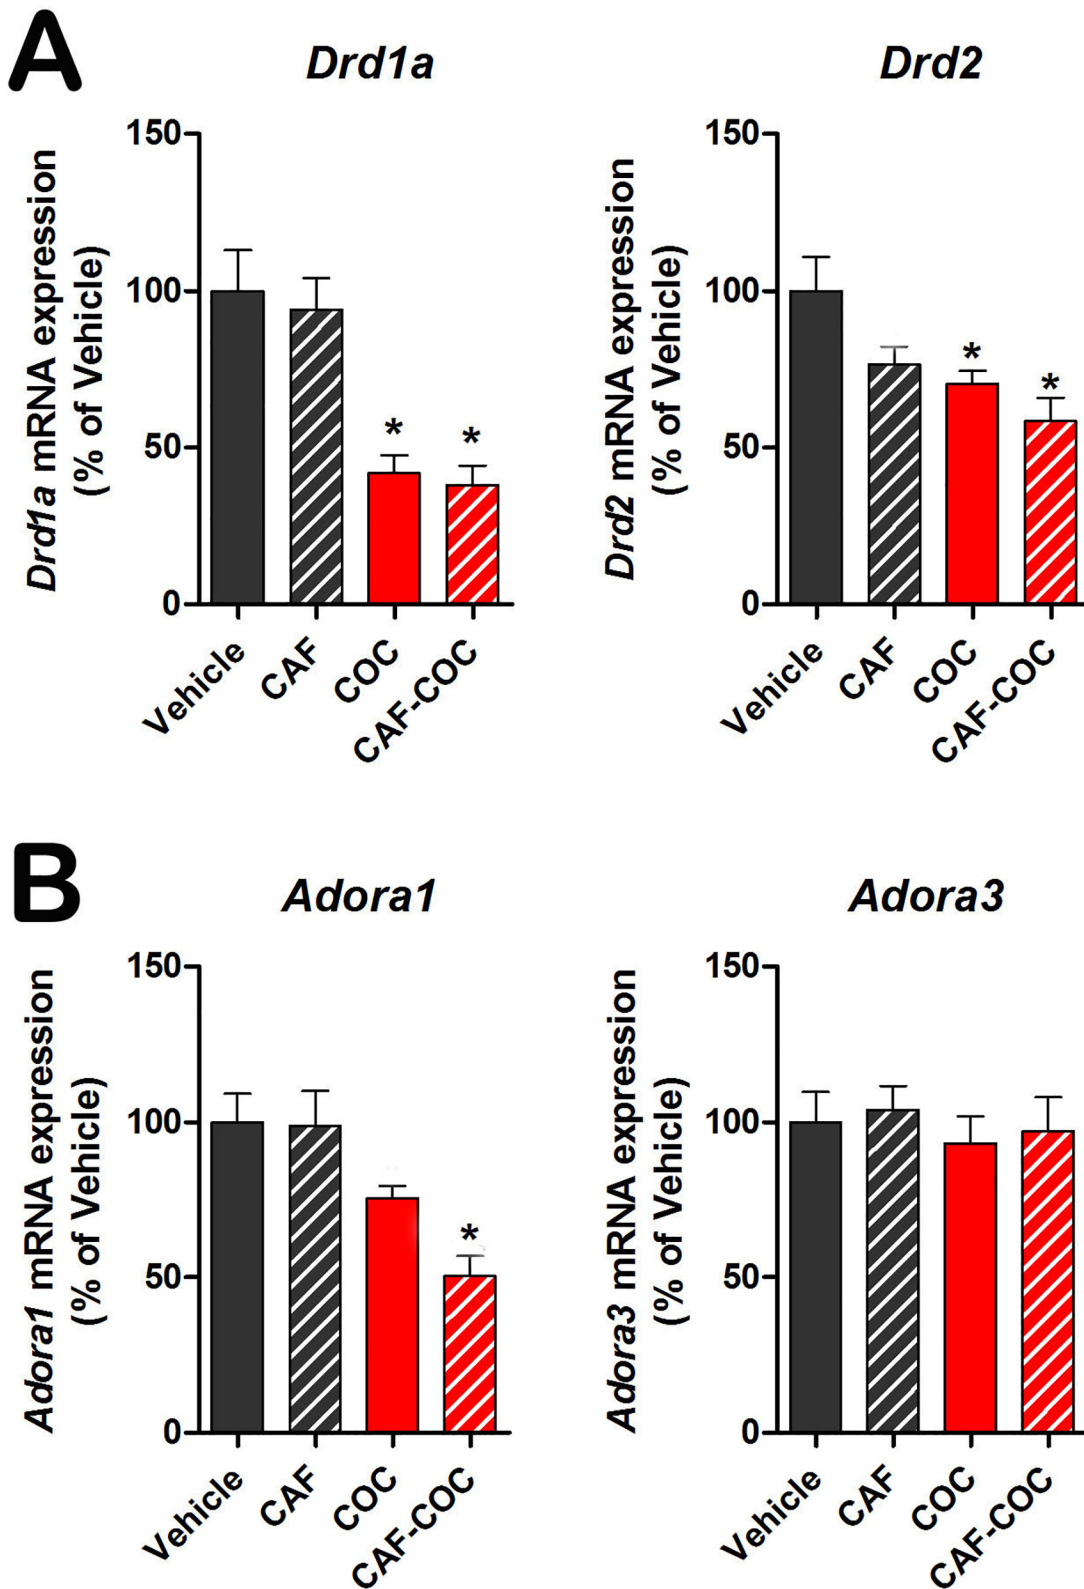 A
Drd1a
Drd1a mRNA expression
(% of Vehicle)
150
100
50
0
*
*
Vehicle
CAF
COC
CAF-COC
Drd2
Drd2 mRNA expression
(% of Vehicle)
150
100
50
0
*
*
Vehicle
CAF
COC
CAF-COC
B
Adora1
Adora1 mRNA expression
(% of Vehicle)
150
100
50
0
*
Vehicle
CAF
COC
CAF-COC
Adora3
Adora3 mRNA expression
(% of Vehicle)
150
100
50
0
Vehicle
CAF
COC
CAF-COC